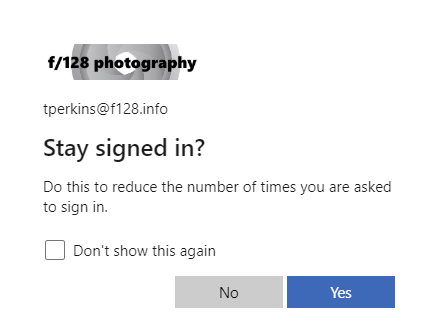 f/128 photography
tperkins@f128.info
Stay signed in?
Do this to reduce the number of times you are asked
to sign in.
Don't show this again
No
Yes